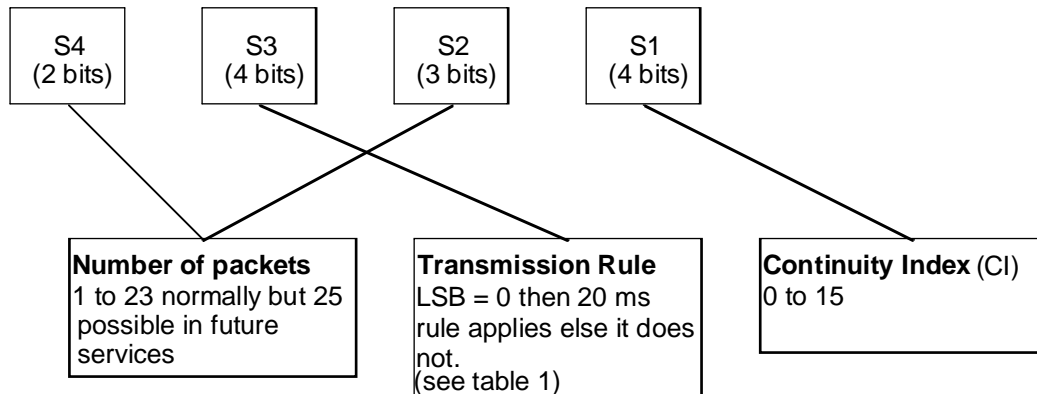 S4
(2 bits)
S3
(4 bits)
S2
(3 bits)
S1
(4 bits)
Number of packets
1 to 23 normally but 25
possible in future
services
Transmission Rule
LSB = 0 then 20 ms
rule applies else it does
not.
(see table 1)
Continuity Index (CI)
0 to 15